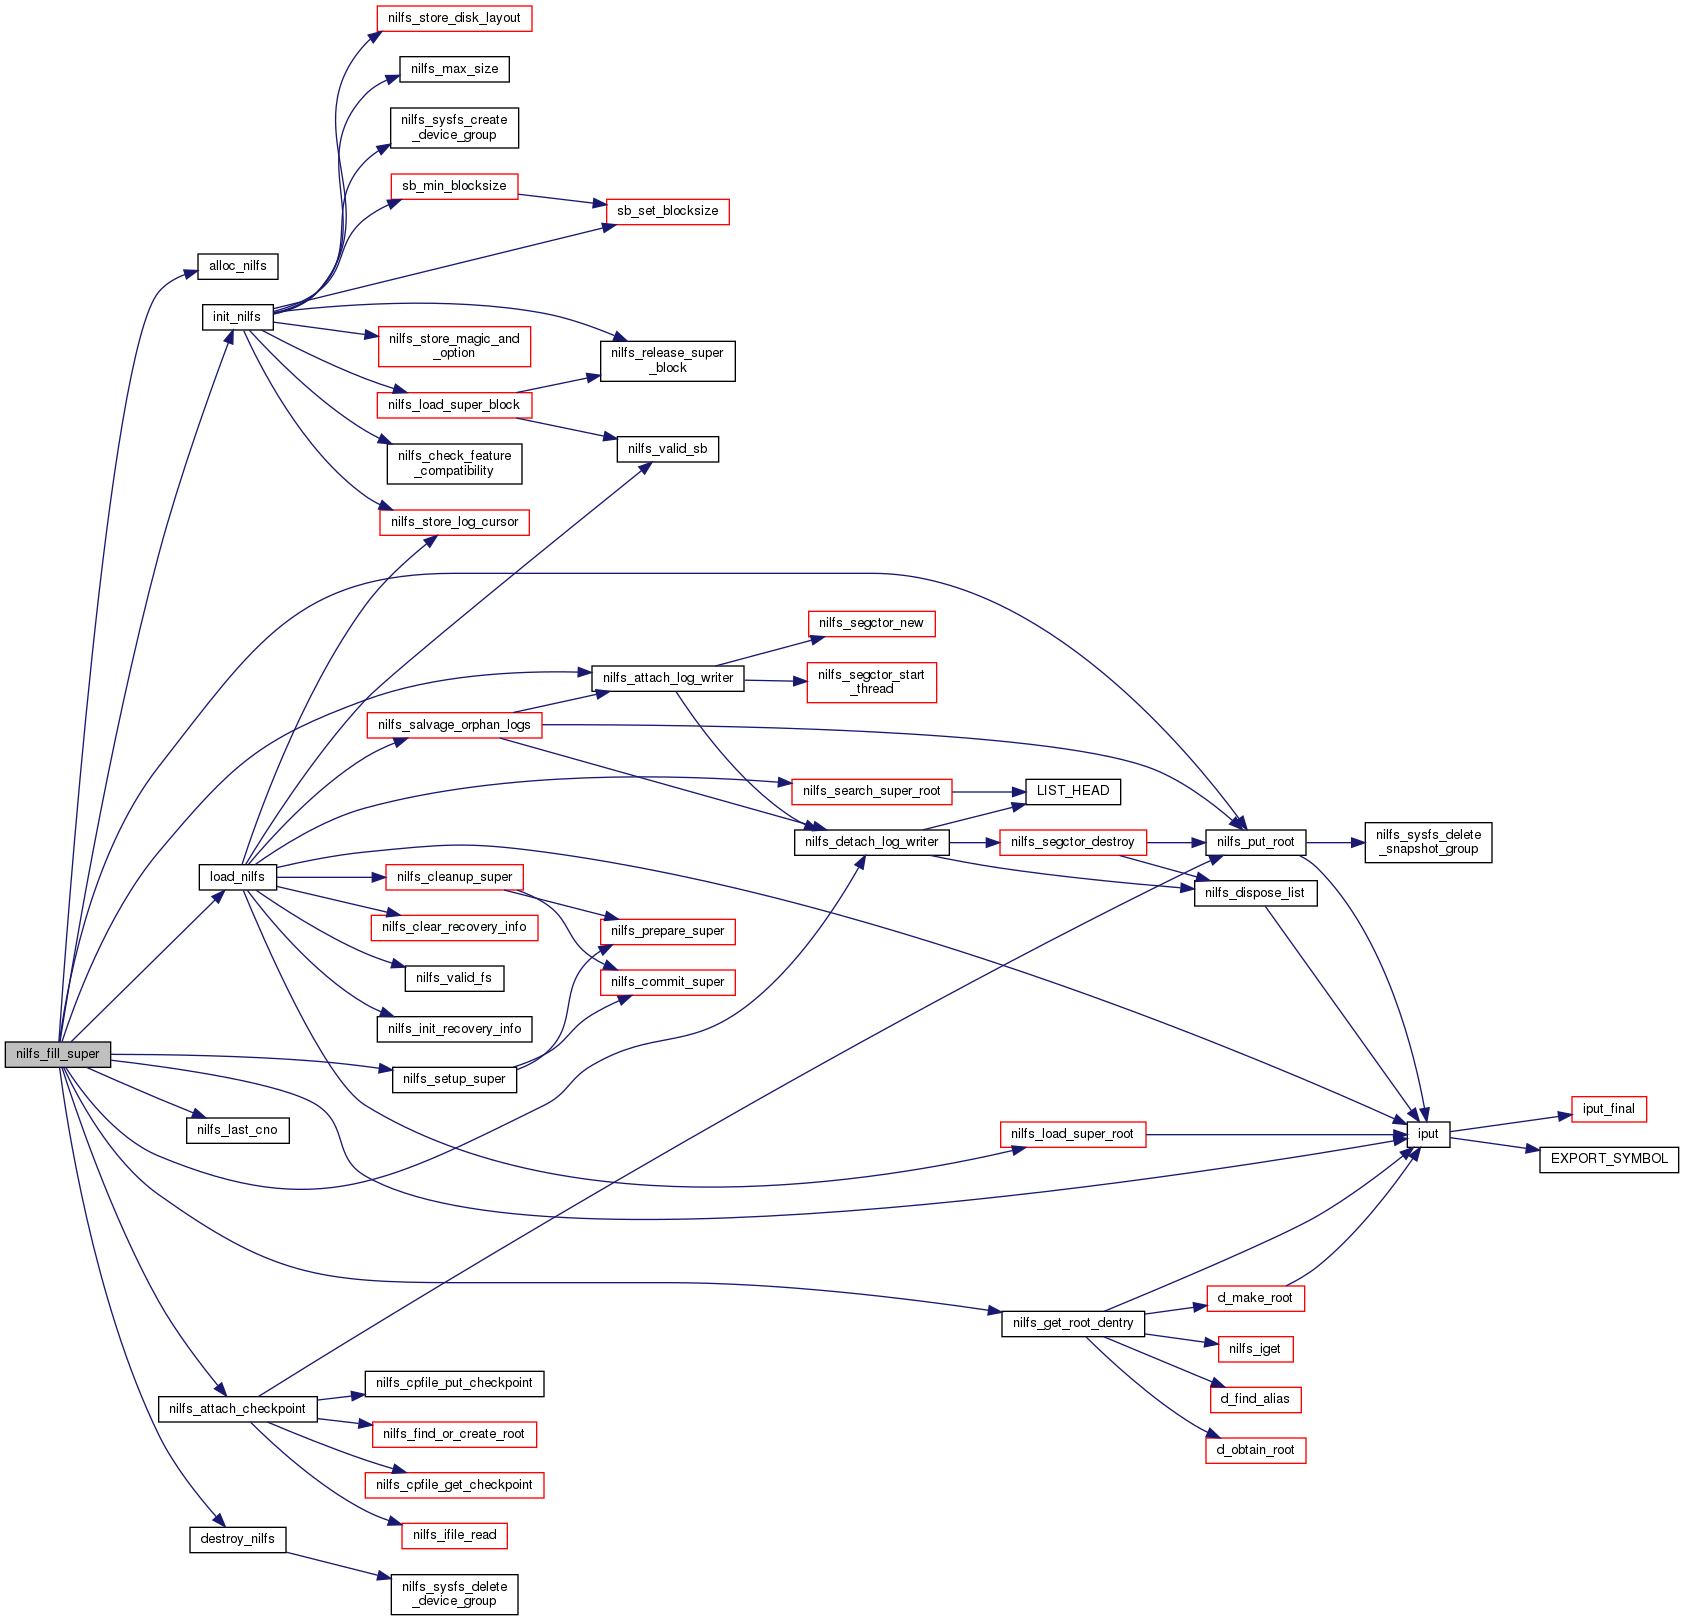 nilfs_store_disk_layout
nilfs_max_size
nilfs_sysfs_create
_device_group
sb_min_blocksize
sb_set_blocksize
alloc_nilfs
init_nilfs
nilfs_store_magic_and
_option
nilfs_release_super
_block
nilfs_load_super_block
nilfs_valid_sb
nilfs_check_feature
_compatibility
nilfs_store_log_cursor
nilfs_segctor_new
nilfs_attach_log_writer
nilfs_segctor_start
_thread
nilfs_salvage_orphan_logs
nilfs_search_super_root
LIST_HEAD
nilfs_detach_log_writer
nilfs_segctor_destroy
nilfs_put_root
nilfs_sysfs_delete
_snapshot_group
load_nilfs
nilfs_cleanup_super
nilfs_dispose_list
nilfs_clear_recovery_info
nilfs_prepare_super
nilfs_valid_fs
nilfs_commit_super
nilfs_init_recovery_info
nilfs_fill_super
nilfs_setup_super
nilfs_last_cno
nilfs_load_super_root
iput
iput_final
EXPORT_SYMBOL
d_make_root
nilfs_get_root_dentry
nilfs_iget
d_find_alias
d_obtain_root
nilfs_cpfile_put_checkpoint
nilfs_attach_checkpoint
nilfs_find_or_create_root
nilfs_cpfile_get_checkpoint
nilfs_ifile_read
destroy_nilfs
nilfs_sysfs_delete
_device_group